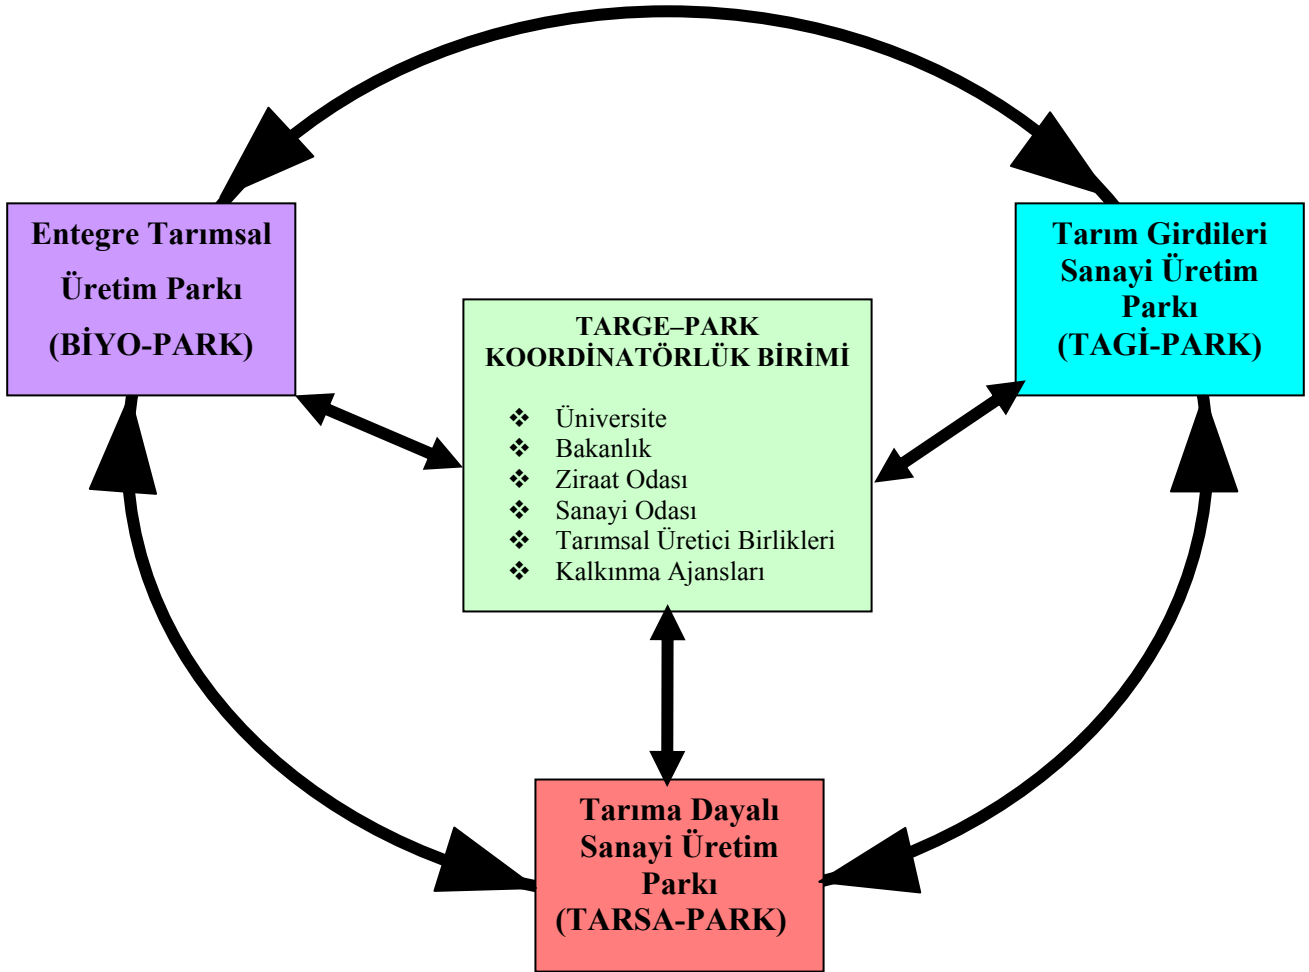 Entegre Tarımsal
Üretim Parkı
(BİYO-PARK)
Tarım Girdileri
Sanayi Üretim
Parkı
(TAGİ-PARK)
TARGE–PARK
KOORDİNATÖRLÜK BİRİMİ
❖ Üniversite
❖ Bakanlık
❖ Ziraat Odası
❖ Sanayi Odası
❖ Tarımsal Üretici Birlikleri
❖ Kalkınma Ajansları
Tarıma Dayalı
Sanayi Üretim
Parkı
(TARSA-PARK)